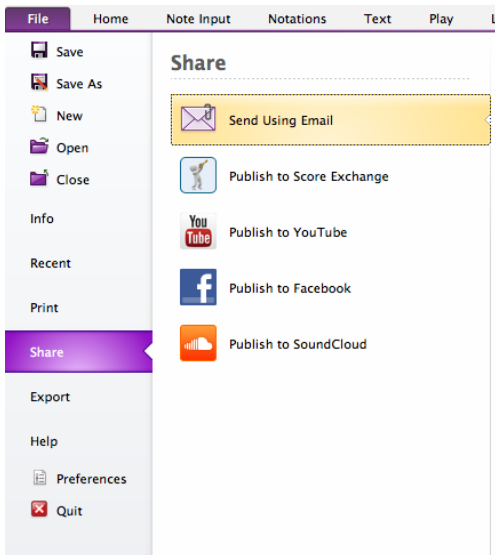 File Home Note Input Notations Text Play
Save
Save As
New
Open
Close
Info
Recent
Print
Share
Export
Help
Preferences
Quit
Share
Send Using Email
Publish to Score Exchange
You
Tube
Publish to YouTube
f
Publish to Facebook
Publish to SoundCloud